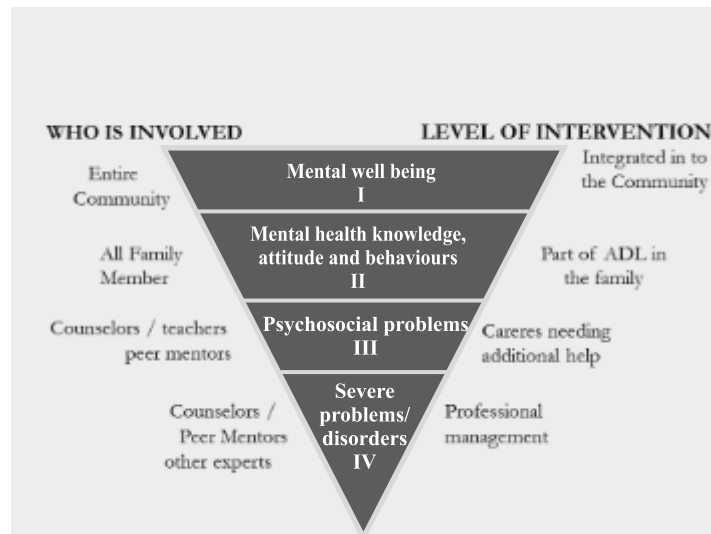 WHO IS INVOLVED
LEVEL OF INTERVENTION
Entire
Community
Mental well being
I
Integrated in to
the Community
All Family
Member
Mental health knowledge,
attitude and behaviours
II
Part of ADL in
the family
Counselors / teachers
peer mentors
Psychosocial problems
III
Careres needing
additional help
Counselors /
Peer Mentors
other experts
Severe
problems/
disorders
IV
Professional
management